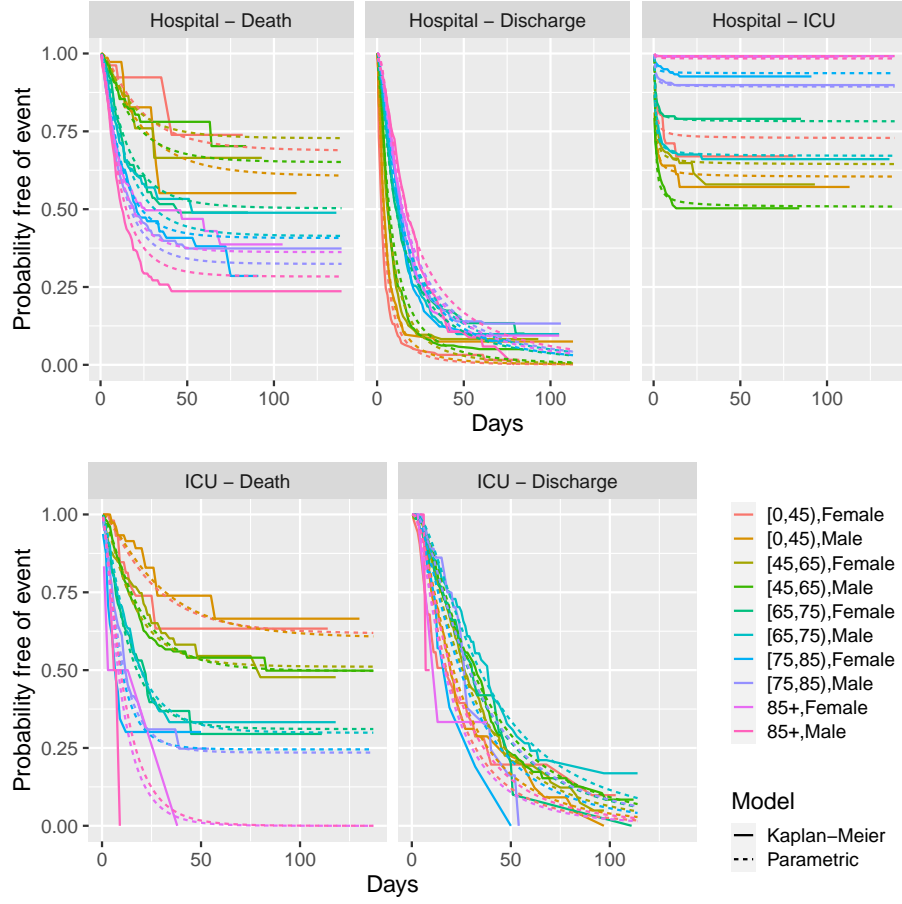 Hospital − Death
Hospital − Discharge
Hospital − ICU
Probability free of event
1.00
0.75
0.50
0.25
0.00
0 50 100
0 50 100
0 50 100
Days
ICU − Death
ICU − Discharge
Probability free of event
1.00
0.75
0.50
0.25
0.00
0 50 100
0 50 100
Days
[0,45),Female
[0,45),Male
[45,65),Female
[45,65),Male
[65,75),Female
[65,75),Male
[75,85),Female
[75,85),Male
85+,Female
85+,Male
Model
Kaplan−Meier
Parametric